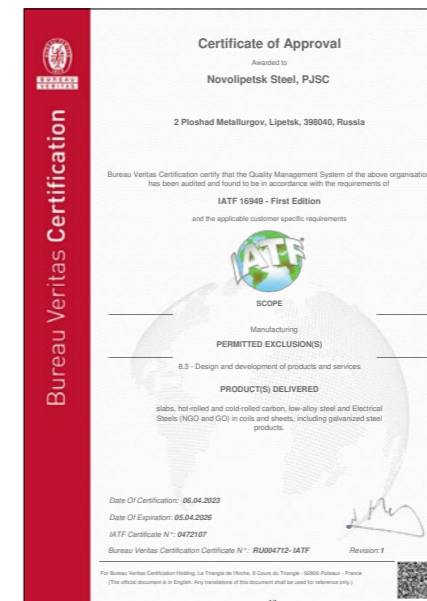 BUREAU
VERITAS
Bureau Veritas Certification
Certificate of Approval
Awarded to
Novolipetsk Steel, PJSC
2 Ploshad Metallurgov, Lipetsk, 398040, Russia
Bureau Veritas Certification certify that the Quality Management System of the above organisation
has been audited and found to be in accordance with the requirements of
IATF 16949 - First Edition
and the applicable customer specific requirements
IATF
SCOPE
Manufacturing
PERMITTED EXCLUSION(S)
8.3 - Design and development of products and services
PRODUCT(S) DELIVERED
slabs, hot-rolled and cold-rolled carbon, low-alloy steel and Electrical
Steels (NGO and GO) in coils and sheets, including galvanized steel
products.
Date Of Certification: 06.04.2023
Date Of Expiration: 05.04.2026
IATF Certificate N°: 0472107
Bureau Veritas Certification Certificate N°: RU004712- IATF Revision:1
For Bureau Veritas Certification Holding, Le Triangle de l'Arche, 8 Cours du Triangle - 92800 Puteaux - France
(The official document is in English. Any translations of this document shall be used for reference only.)